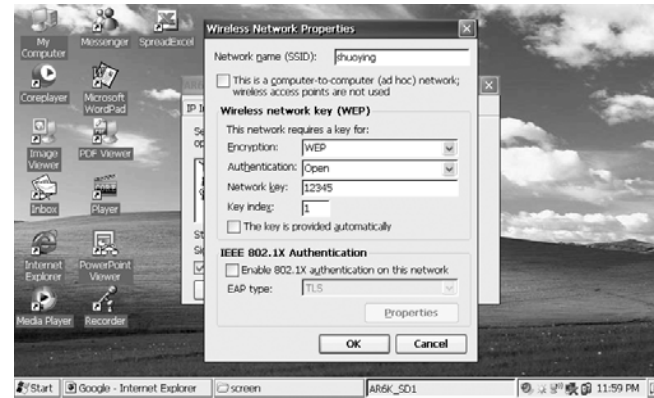 My Computer
Messenger
SpreadExcel
Coreplayer
Microsoft WordPad
Image Viewer
PDF Viewer
Inbox
Player
Internet Explorer
PowerPoint Viewer
Media Player
Recorder
Wireless Network Properties
Network name (SSID): shuoying
This is a computer-to-computer (ad hoc) network;
wireless access points are not used
Wireless network key (WEP)
This network requires a key for:
Encryption: WEP
Authentication: Open
Network key: 12345
Key index: 1
The key is provided automatically
IEEE 802.1X Authentication
Enable 802.1X authentication on this network
EAP type: TLS
Properties
OK Cancel
Start Google - Internet Explorer screen AR6K_SD1 11:59 PM